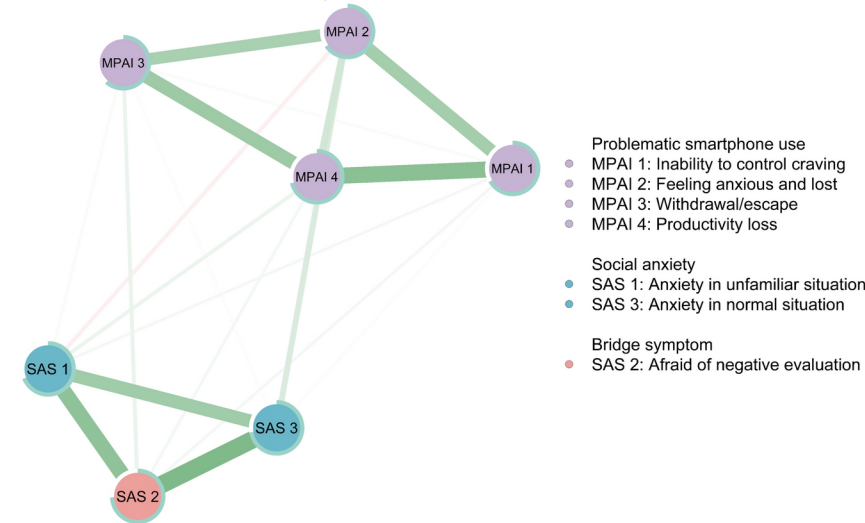 MPAI 2
MPAI 3
MPAI 4
MPAI 1
SAS 1
SAS 3
SAS 2
Problematic smartphone use
MPAI 1: Inability to control craving
MPAI 2: Feeling anxious and lost
MPAI 3: Withdrawal/escape
MPAI 4: Productivity loss
Social anxiety
SAS 1: Anxiety in unfamiliar situation
SAS 3: Anxiety in normal situation
Bridge symptom
SAS 2: Afraid of negative evaluation